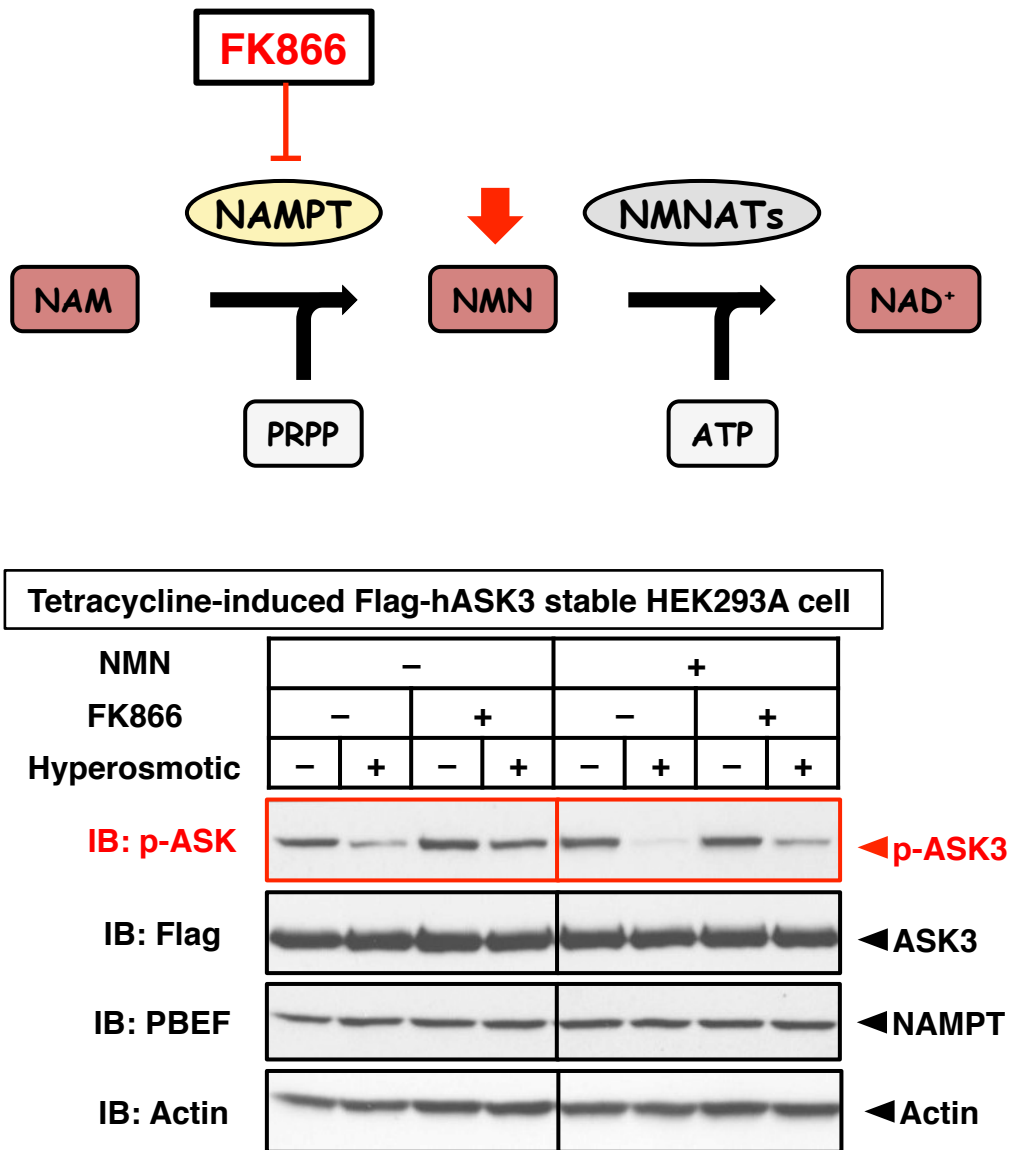 FK866
NAMPT
NMNATs
NAM
NMN
NAD⁺
PRPP
ATP
Tetracycline-induced Flag-hASK3 stable HEK293A cell
NMN – +
FK866 – + – +
Hyperosmotic – + – + – + – +
IB: p-ASK p-ASK3
IB: Flag ASK3
IB: PBEF NAMPT
IB: Actin Actin